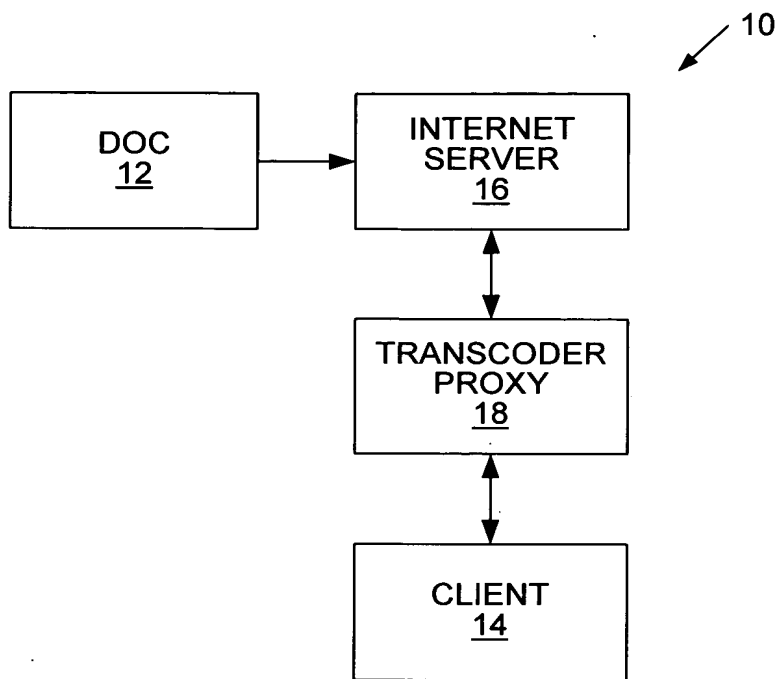 10
DOC
12
INTERNET
SERVER
16
TRANSCODER
PROXY
18
CLIENT
14